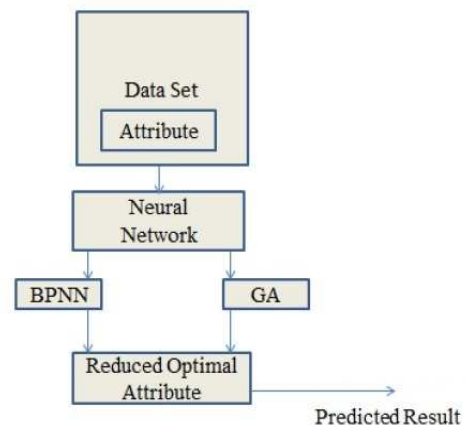 Data Set
Attribute
Neural
Network
BPNN
GA
Reduced Optimal
Attribute
Predicted Result